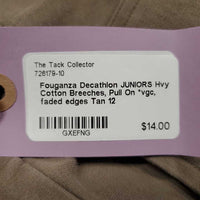 The Tack Collector
726179-10
Fouganza Decathlon JUNIORS Hvy
Cotton Breeches, Pull On *vgc,
faded edges Tan 12
GXEFNG
$14.00